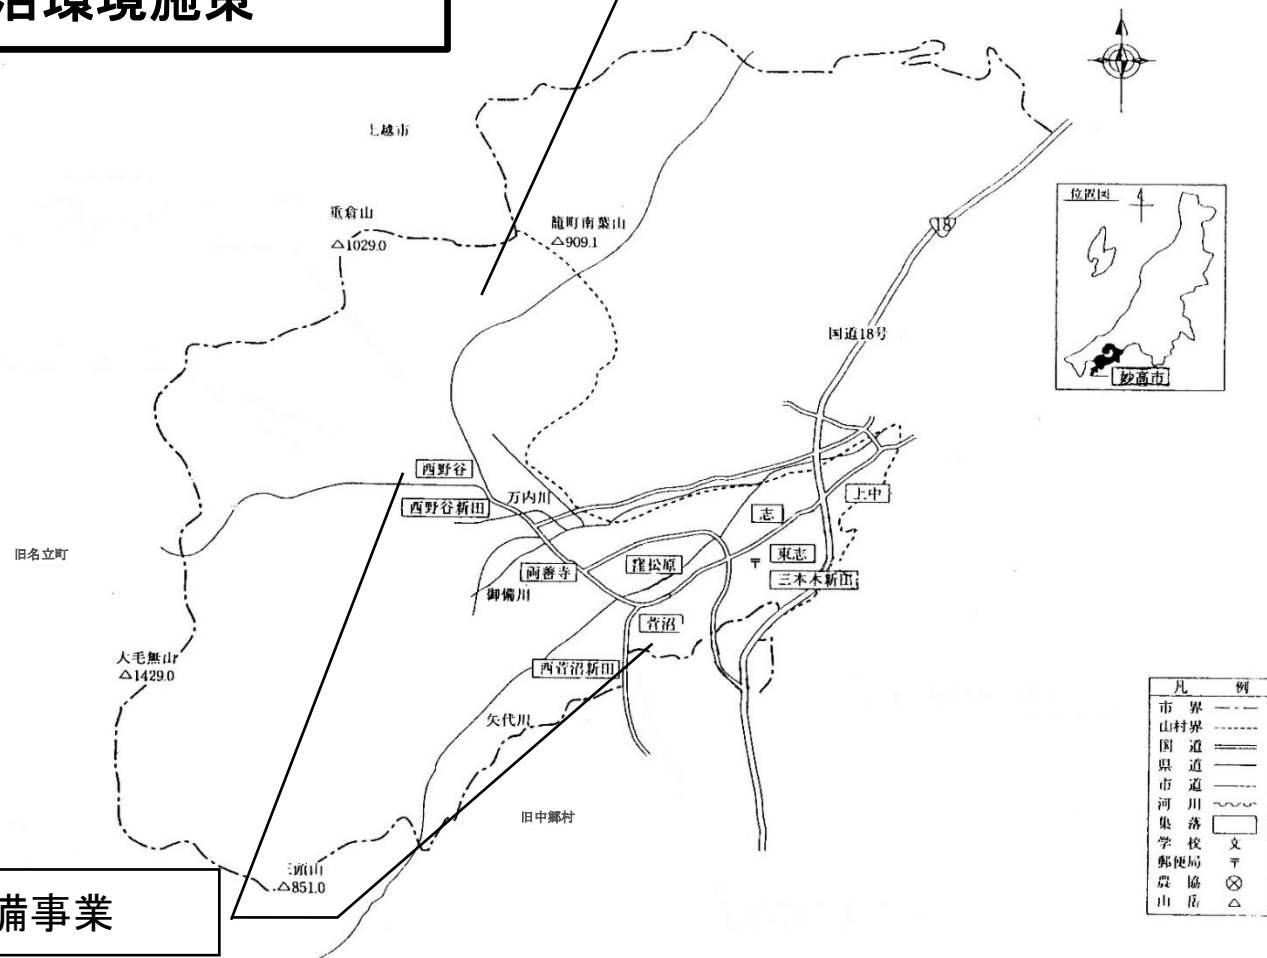 活環境施策
上越市
重倉山
△1029.0
籠町南葉山
△909.1
18
国道18号
位置図
妙高市
西野谷
西野谷新田
万内川
志
上中
旧名立町
両善寺
窪松原
〒
東志
三本木新田
御備川
菅沼
大毛無山
△1429.0
西菅沼新田
矢代川
旧中郷村
三頭山
△851.0
備事業
凡 例
市 界
山村界
国 道
県 道
市 道
河 川
集 落
学 校 文
郵便局 〒
農 協
山 岳 △